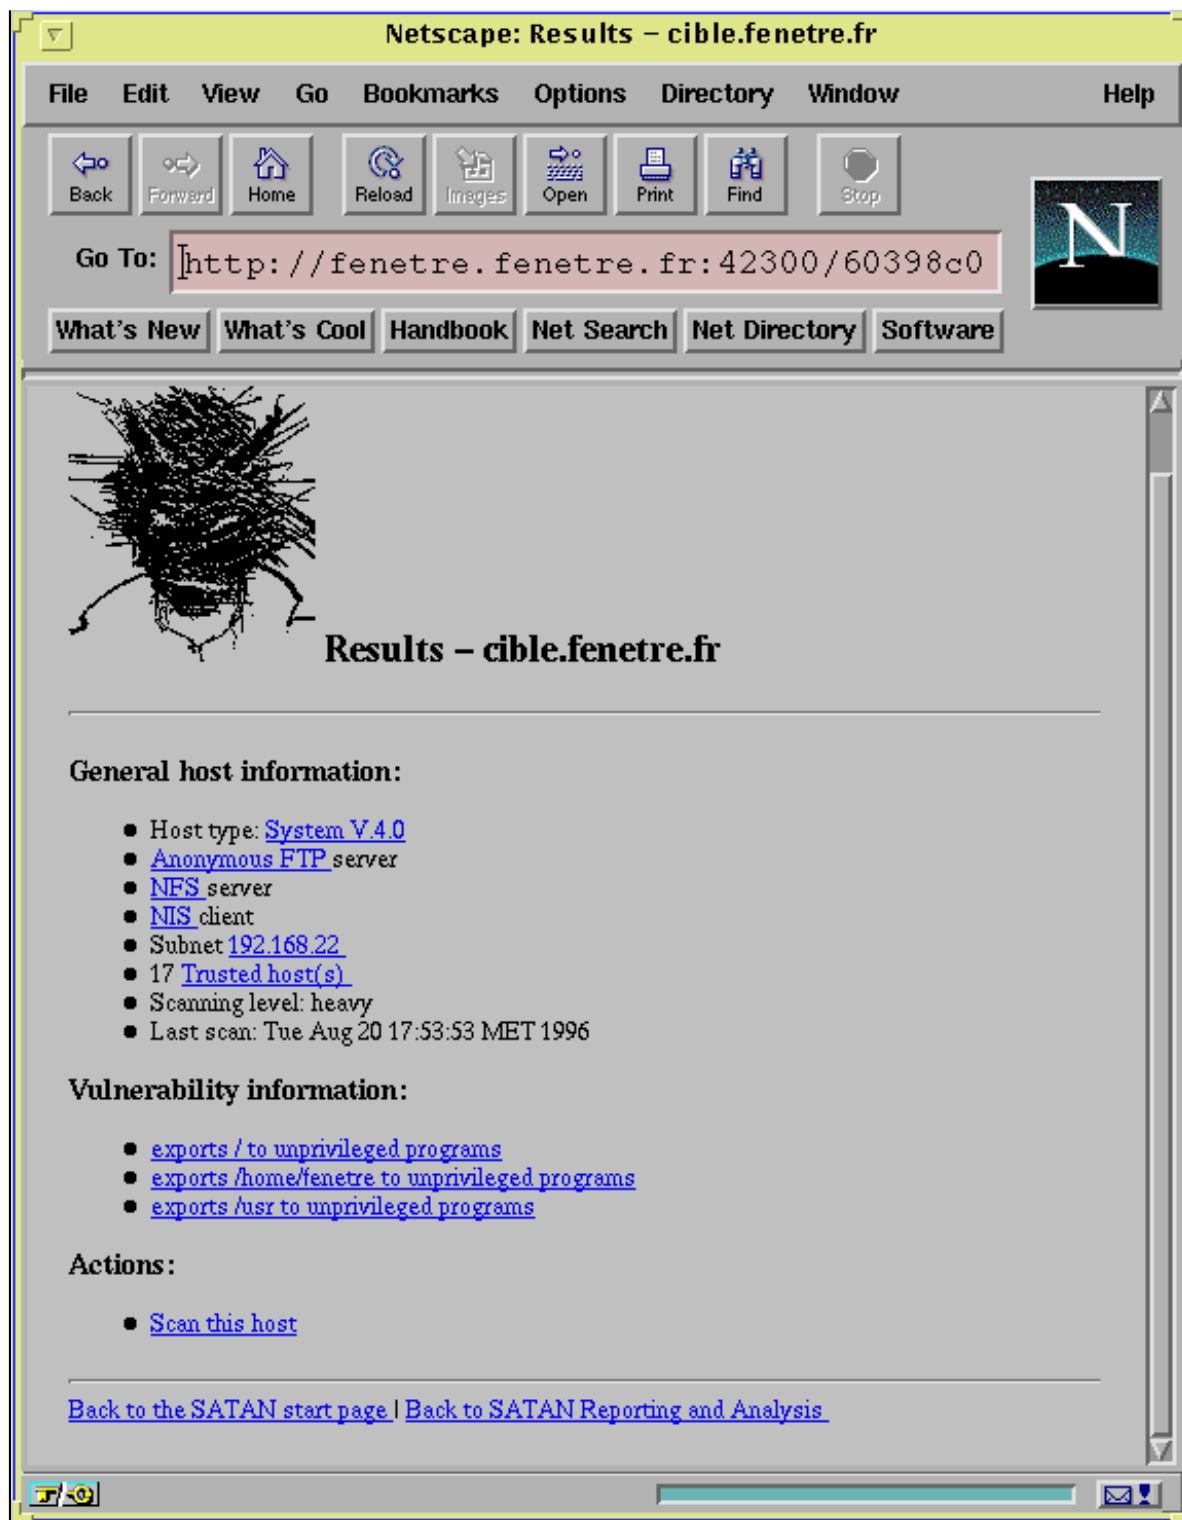 Netscape: Results – cible.fenetre.fr
File Edit View Go Bookmarks Options Directory Window Help
Back Forward Home Reload Images Open Print Find Stop
N
Go To: http://fenetre.fenetre.fr:42300/60398c0
What's New What's Cool Handbook Net Search Net Directory Software
Results – cible.fenetre.fr
General host information:
Host type: System V.4.0
Anonymous FTP server
NFS server
NIS client
Subnet 192.168.22
17 Trusted host(s)
Scanning level: heavy
Last scan: Tue Aug 20 17:53:53 MET 1996
Vulnerability information:
exports / to unprivileged programs
exports /home/fenetre to unprivileged programs
exports /usr to unprivileged programs
Actions:
Scan this host
Back to the SATAN start page | Back to SATAN Reporting and Analysis